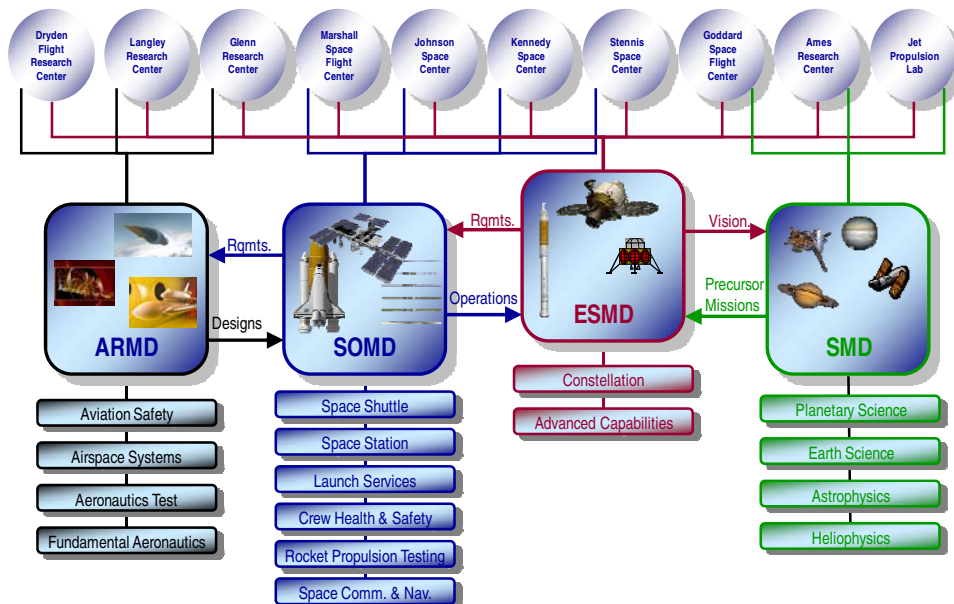 Dryden
Flight
Research
Center
Langley
Research
Center
Glenn
Research
Center
Marshall
Space
Flight
Center
Johnson
Space
Center
Kennedy
Space
Center
Stennis
Space
Center
Goddard
Space
Flight
Center
Ames
Research
Center
Jet
Propulsion
Lab
Rqmts.
Designs
ARMD
Rqmts.
Operations
SOMD
Vision
Precursor
Missions
ESMD
SMD
Aviation Safety
Airspace Systems
Aeronautics Test
Fundamental Aeronautics
Space Shuttle
Space Station
Launch Services
Crew Health & Safety
Rocket Propulsion Testing
Space Comm. & Nav.
Constellation
Advanced Capabilities
Planetary Science
Earth Science
Astrophysics
Heliophysics